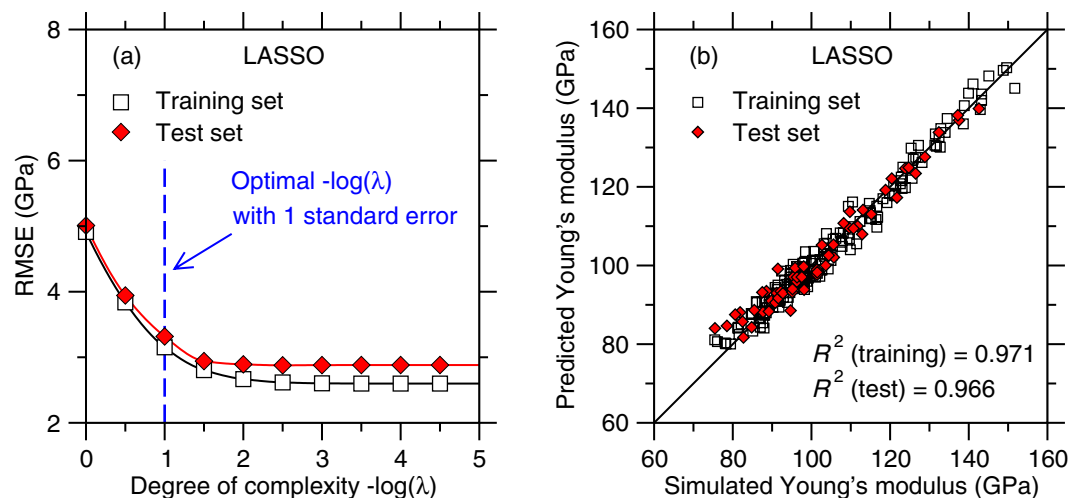 (a) LASSO
Training set
Test set
Optimal -log(λ)
with 1 standard error
RMSE (GPa)
8
6
4
2
0 1 2 3 4 5
Degree of complexity -log(λ)
(b) LASSO
Training set
Test set
R² (training) = 0.971
R² (test) = 0.966
Predicted Young's modulus (GPa)
160
140
120
100
80
60
60 80 100 120 140 160
Simulated Young's modulus (GPa)